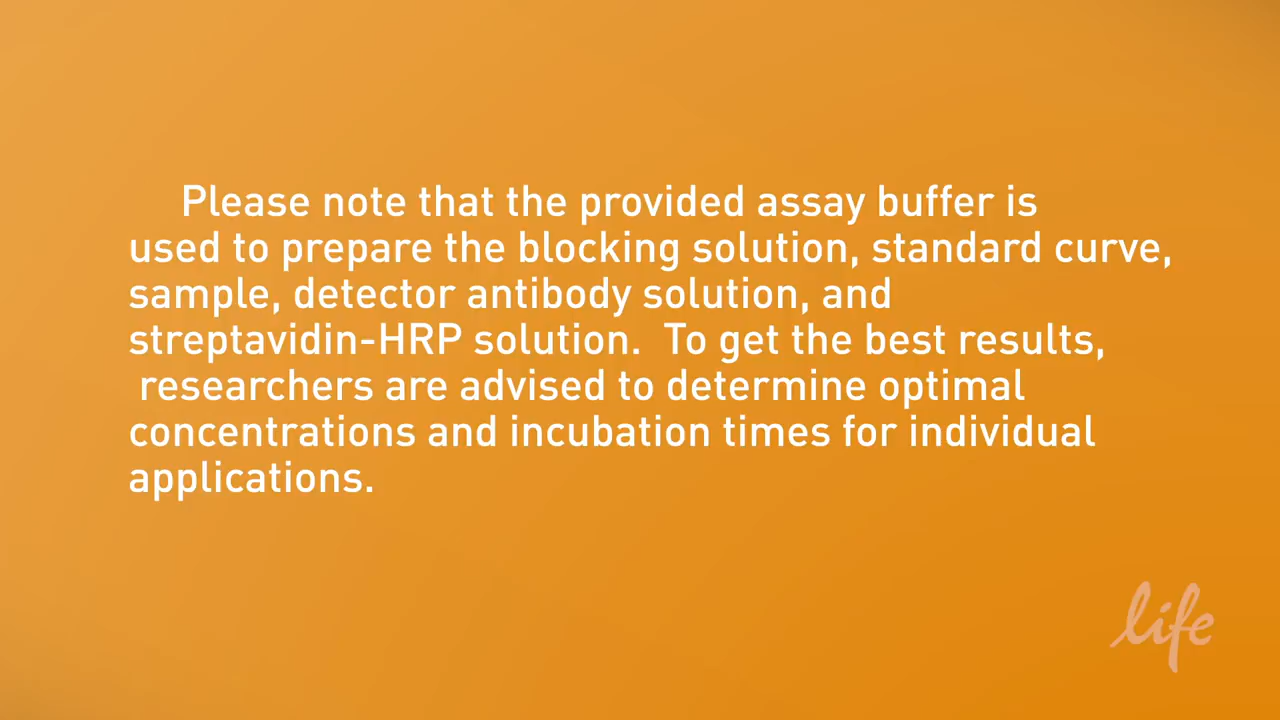 Please note that the provided assay buffer is
used to prepare the blocking solution, standard curve,
sample, detector antibody solution, and
streptavidin-HRP solution.  To get the best results,
researchers are advised to determine optimal
concentrations and incubation times for individual
applications.
life